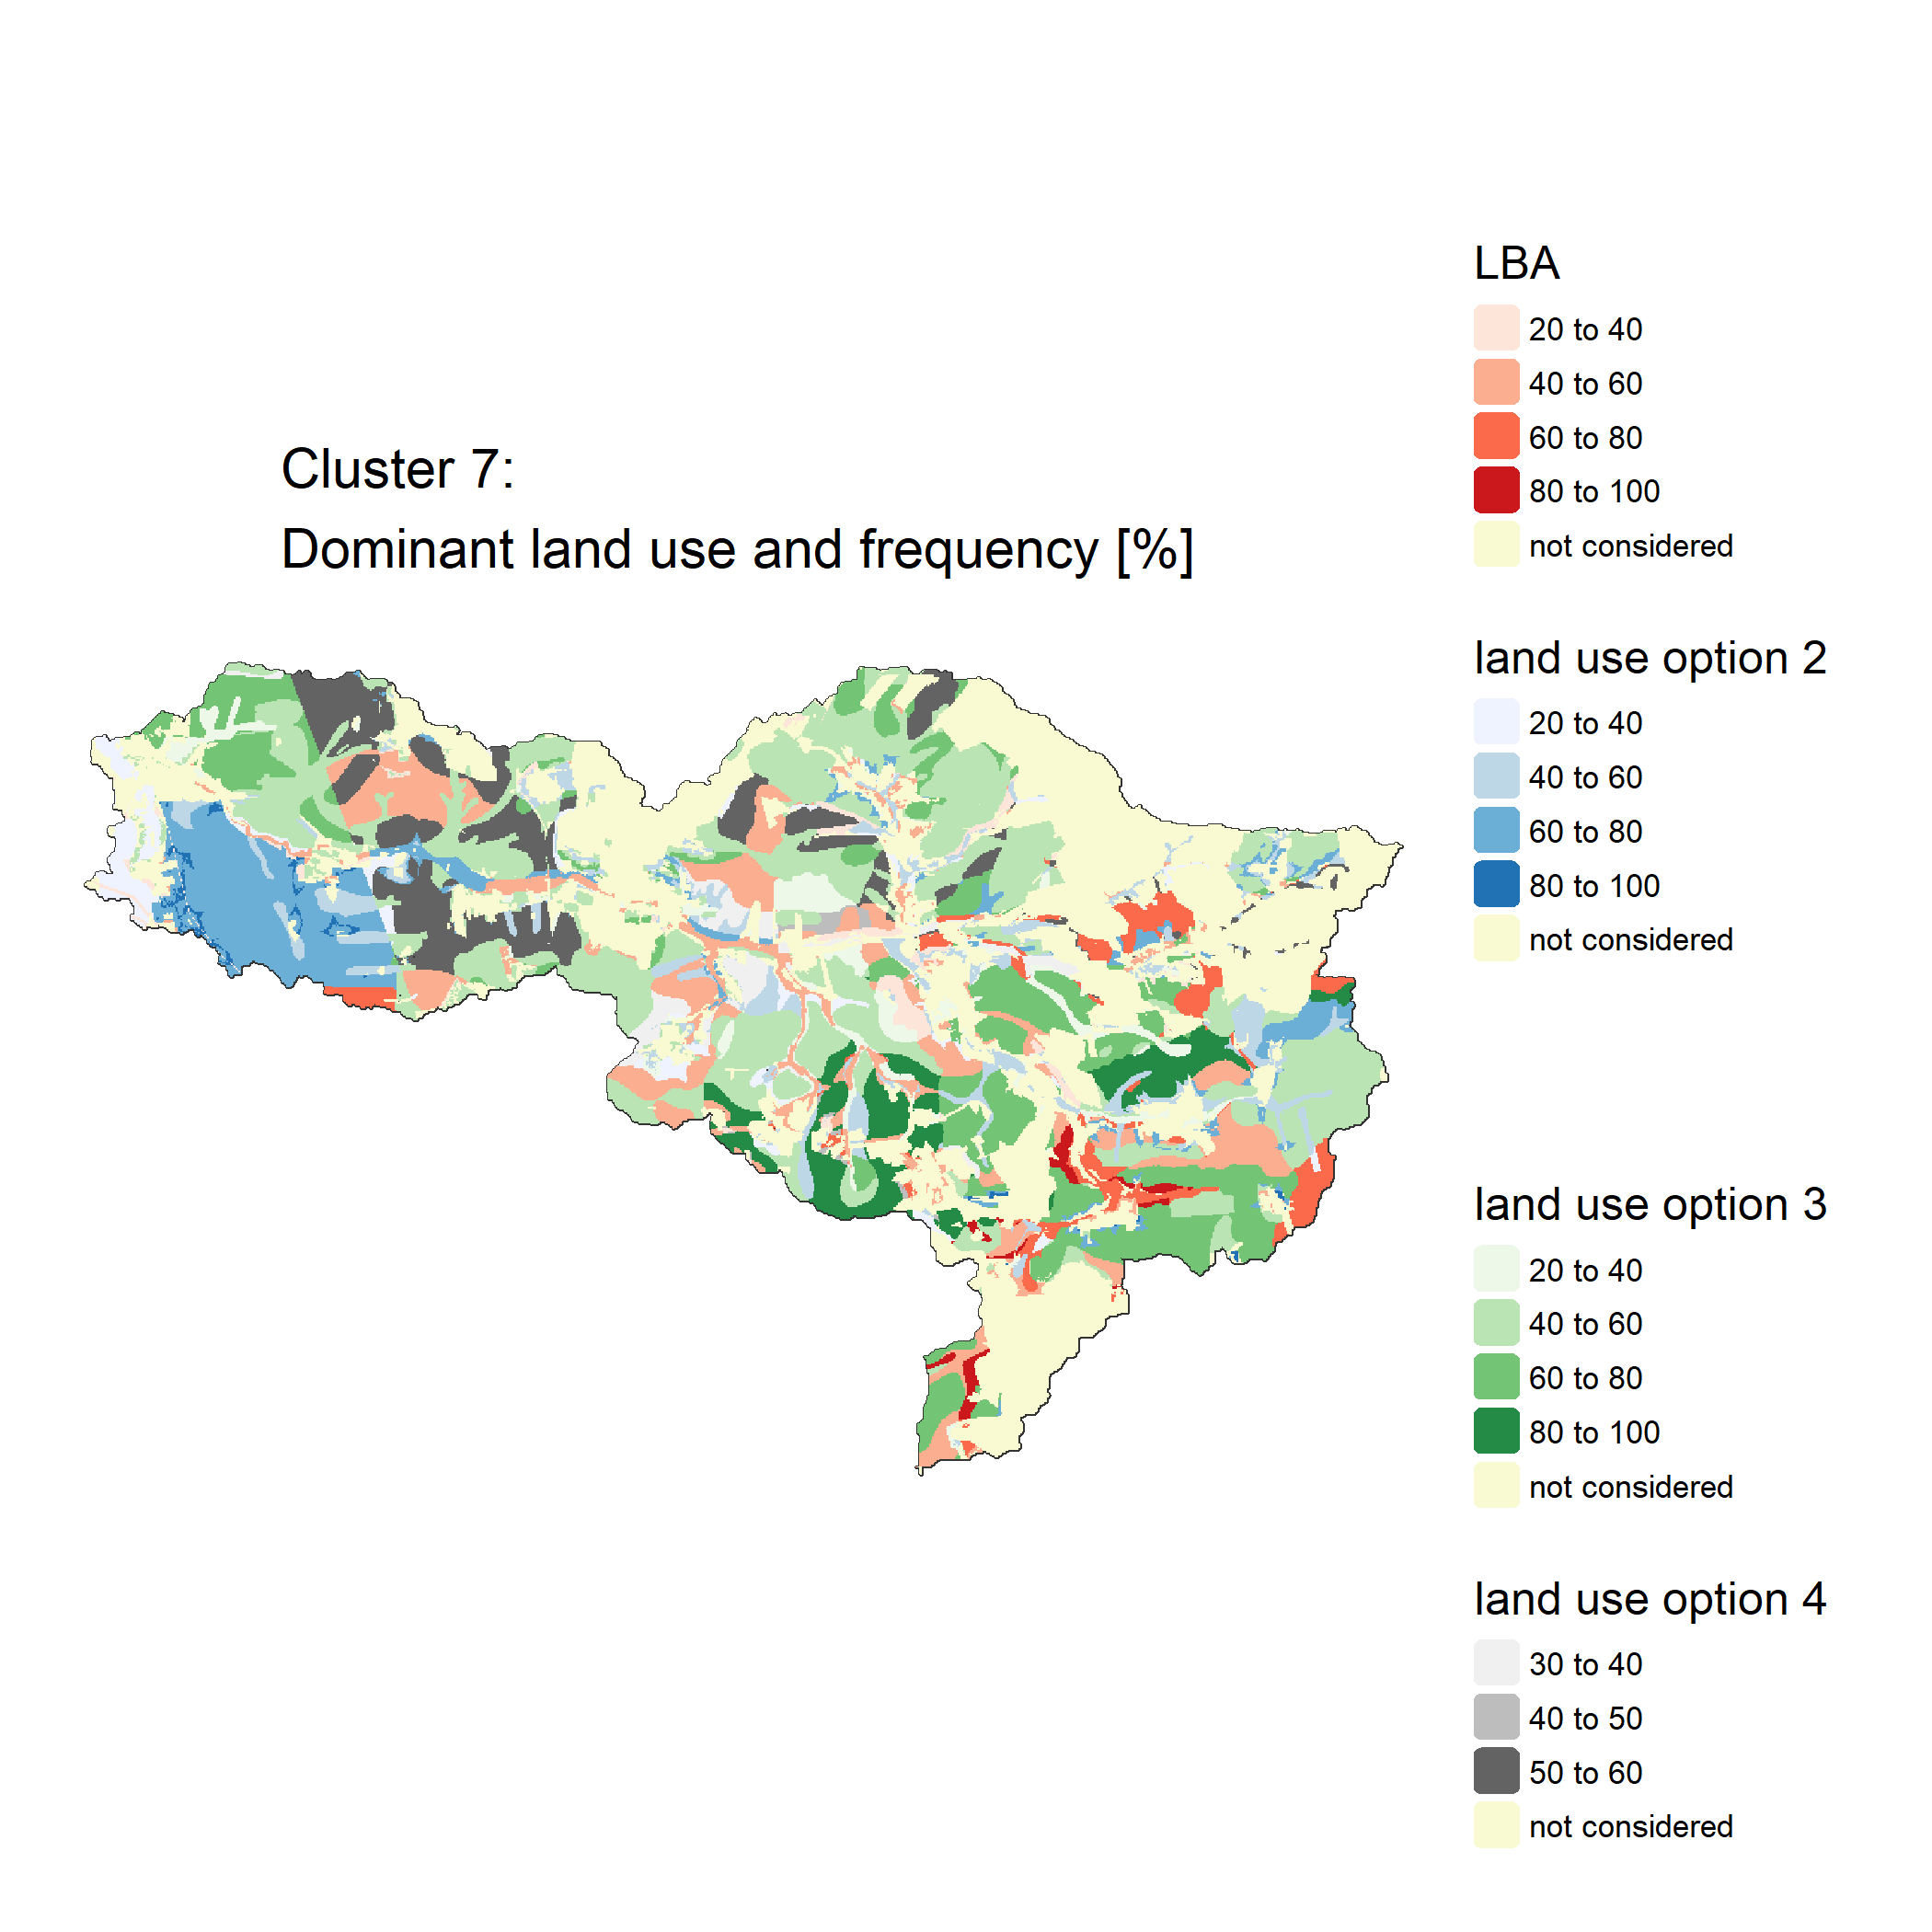 Cluster 7:
Dominant land use and frequency [%]
LBA
20 to 40
40 to 60
60 to 80
80 to 100
not considered
land use option 2
20 to 40
40 to 60
60 to 80
80 to 100
not considered
land use option 3
20 to 40
40 to 60
60 to 80
80 to 100
not considered
land use option 4
30 to 40
40 to 50
50 to 60
not considered